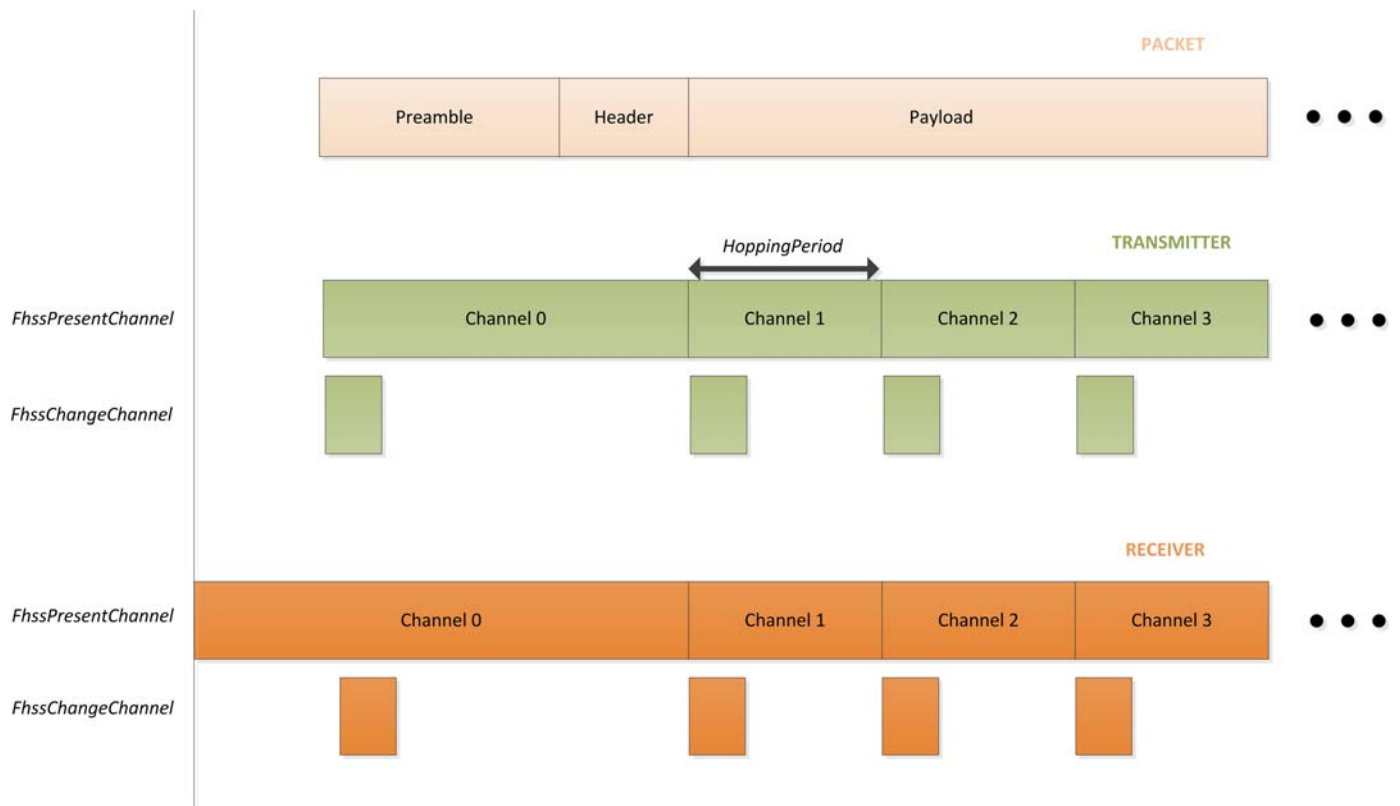 PACKET
Preamble Header Payload
HoppingPeriod
TRANSMITTER
FhssPresentChannel Channel 0 Channel 1 Channel 2 Channel 3
FhssChangeChannel
RECEIVER
FhssPresentChannel Channel 0 Channel 1 Channel 2 Channel 3
FhssChangeChannel